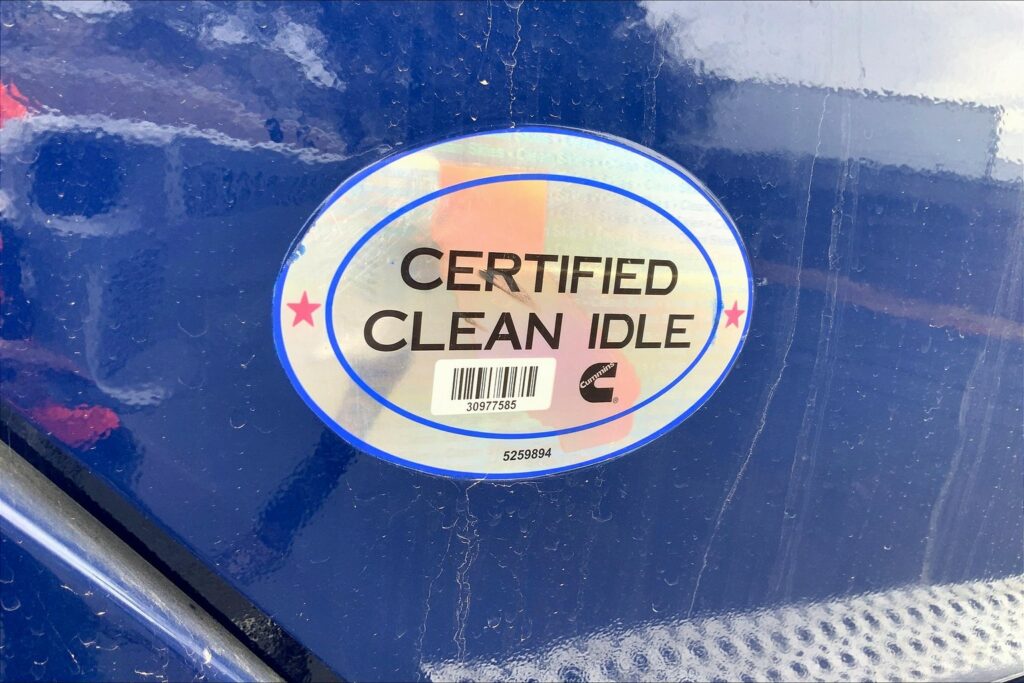 CERTIFIED
CLEAN IDLE
30977585
Cummins
®
5259894